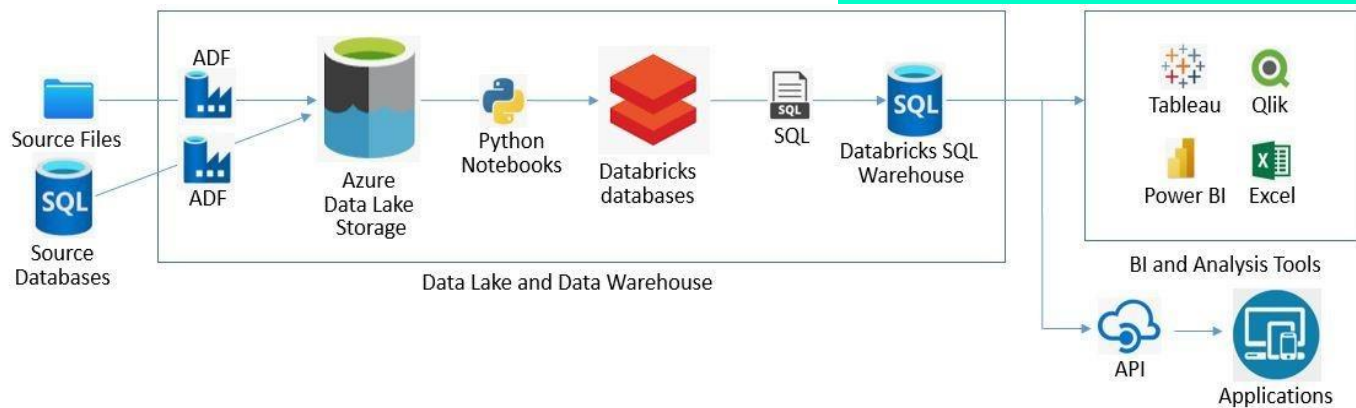 ADF
Source Files
SQL
Source
Databases
ADF
Azure
Data Lake
Storage
Python
Notebooks
Databricks
databases
SQL
SQL
SQL
Databricks SQL
Warehouse
Data Lake and Data Warehouse
Tableau
Qlik
Power BI
X
Excel
BI and Analysis Tools
API
Applications